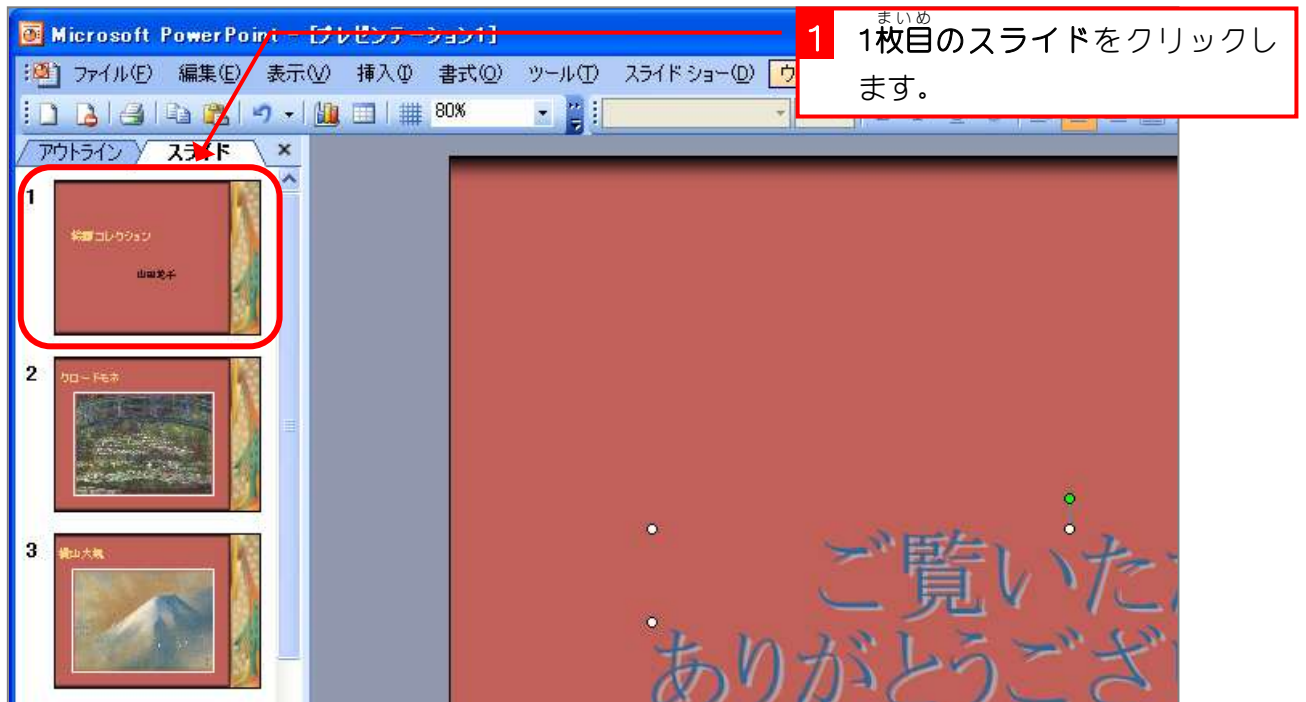 Microsoft PowerPoint - [プレゼンテーション1]
1 1枚目のスライドをクリックし
まいめ
ます。
ファイル(F) 編集(E) 表示(V) 挿入(I) 書式(O) ツール(T) スライド ショー(D) ウ
80%
アウトライン スライド ×
1
絵画コレクション
2
クロードモネ
3
横山大観
ご覧いた
ありがとうござ